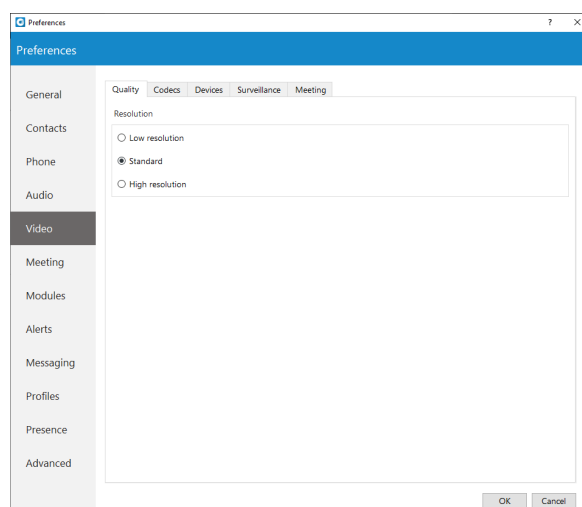 Preferences
?
Preferences
General
Contacts
Phone
Audio
Video
Meeting
Modules
Alerts
Messaging
Profiles
Presence
Advanced
Quality Codecs Devices Surveillance Meeting
Resolution
Low resolution
Standard
High resolution
OK Cancel